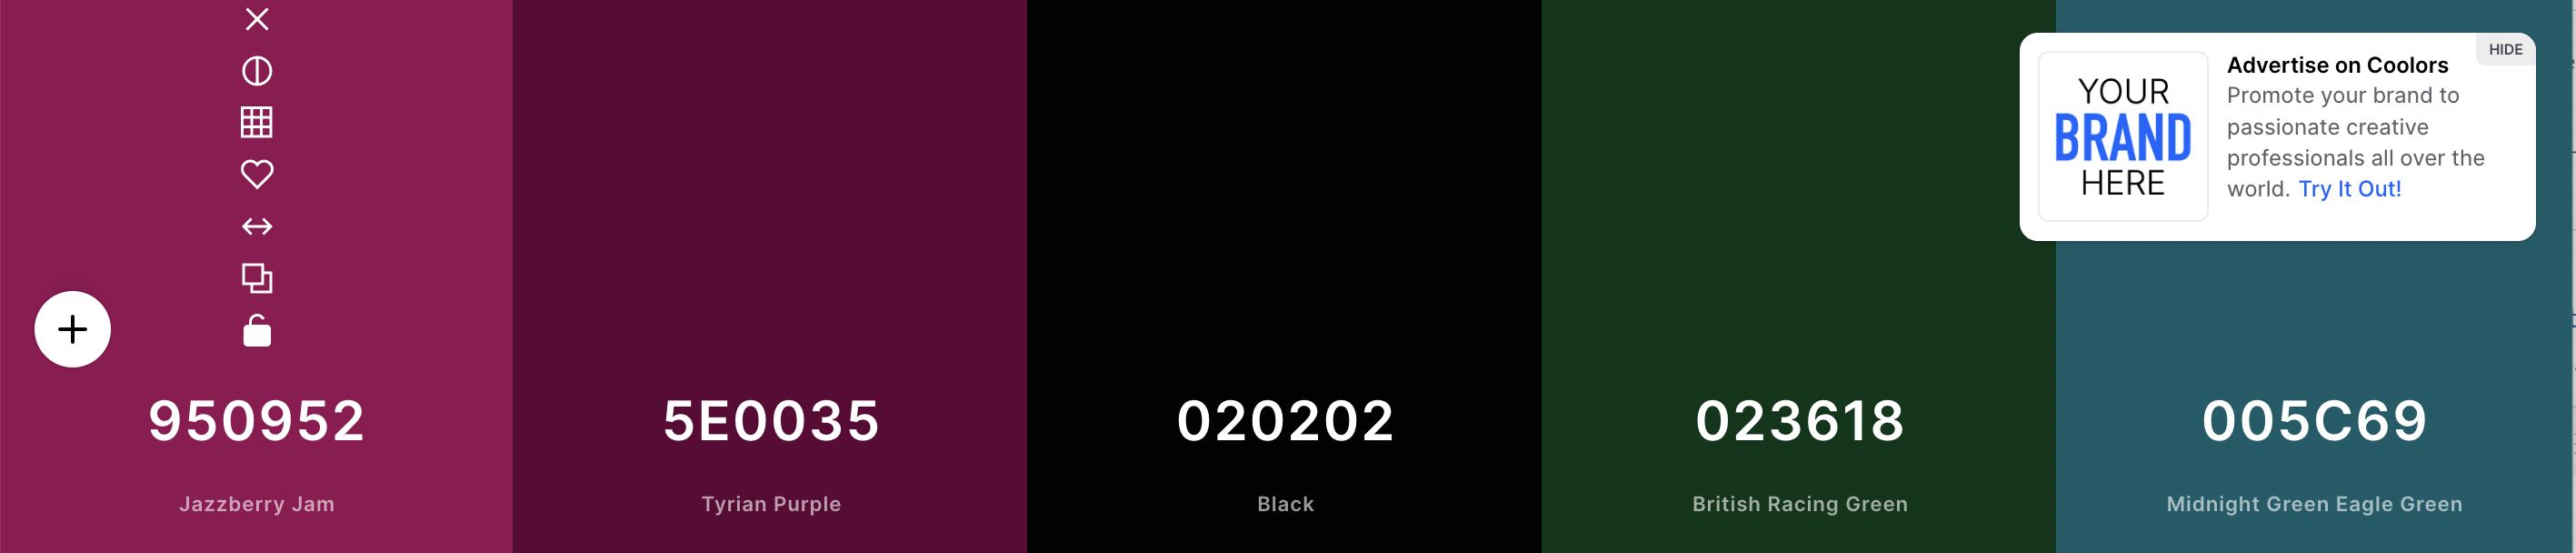 950952
Jazzberry Jam
5E0035
Tyrian Purple
020202
Black
023618
British Racing Green
005C69
Midnight Green Eagle Green
HIDE
YOUR
BRAND
HERE
Advertise on Coolors
Promote your brand to
passionate creative
professionals all over the
world. Try It Out!